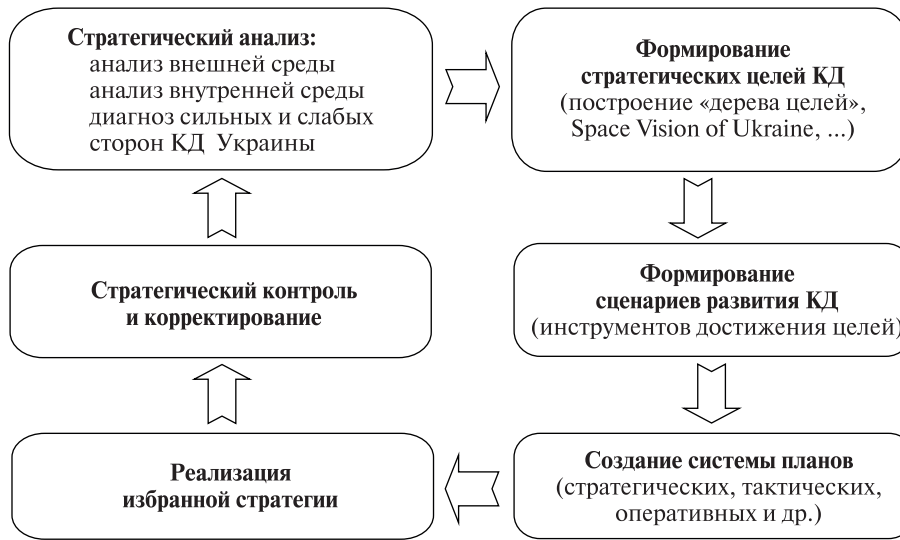 Стратегический анализ:
анализ внешней среды
анализ внутренней среды
диагноз сильных и слабых
сторон КД Украины
Формирование
стратегических целей КД
(построение «дерева целей»,
Space Vision of Ukraine, ...)
Формирование
сценариев развития КД
(инструментов достижения целей)
Создание системы планов
(стратегических, тактических,
оперативных и др.)
Реализация
избранной стратегии
Стратегический контроль
и корректирование